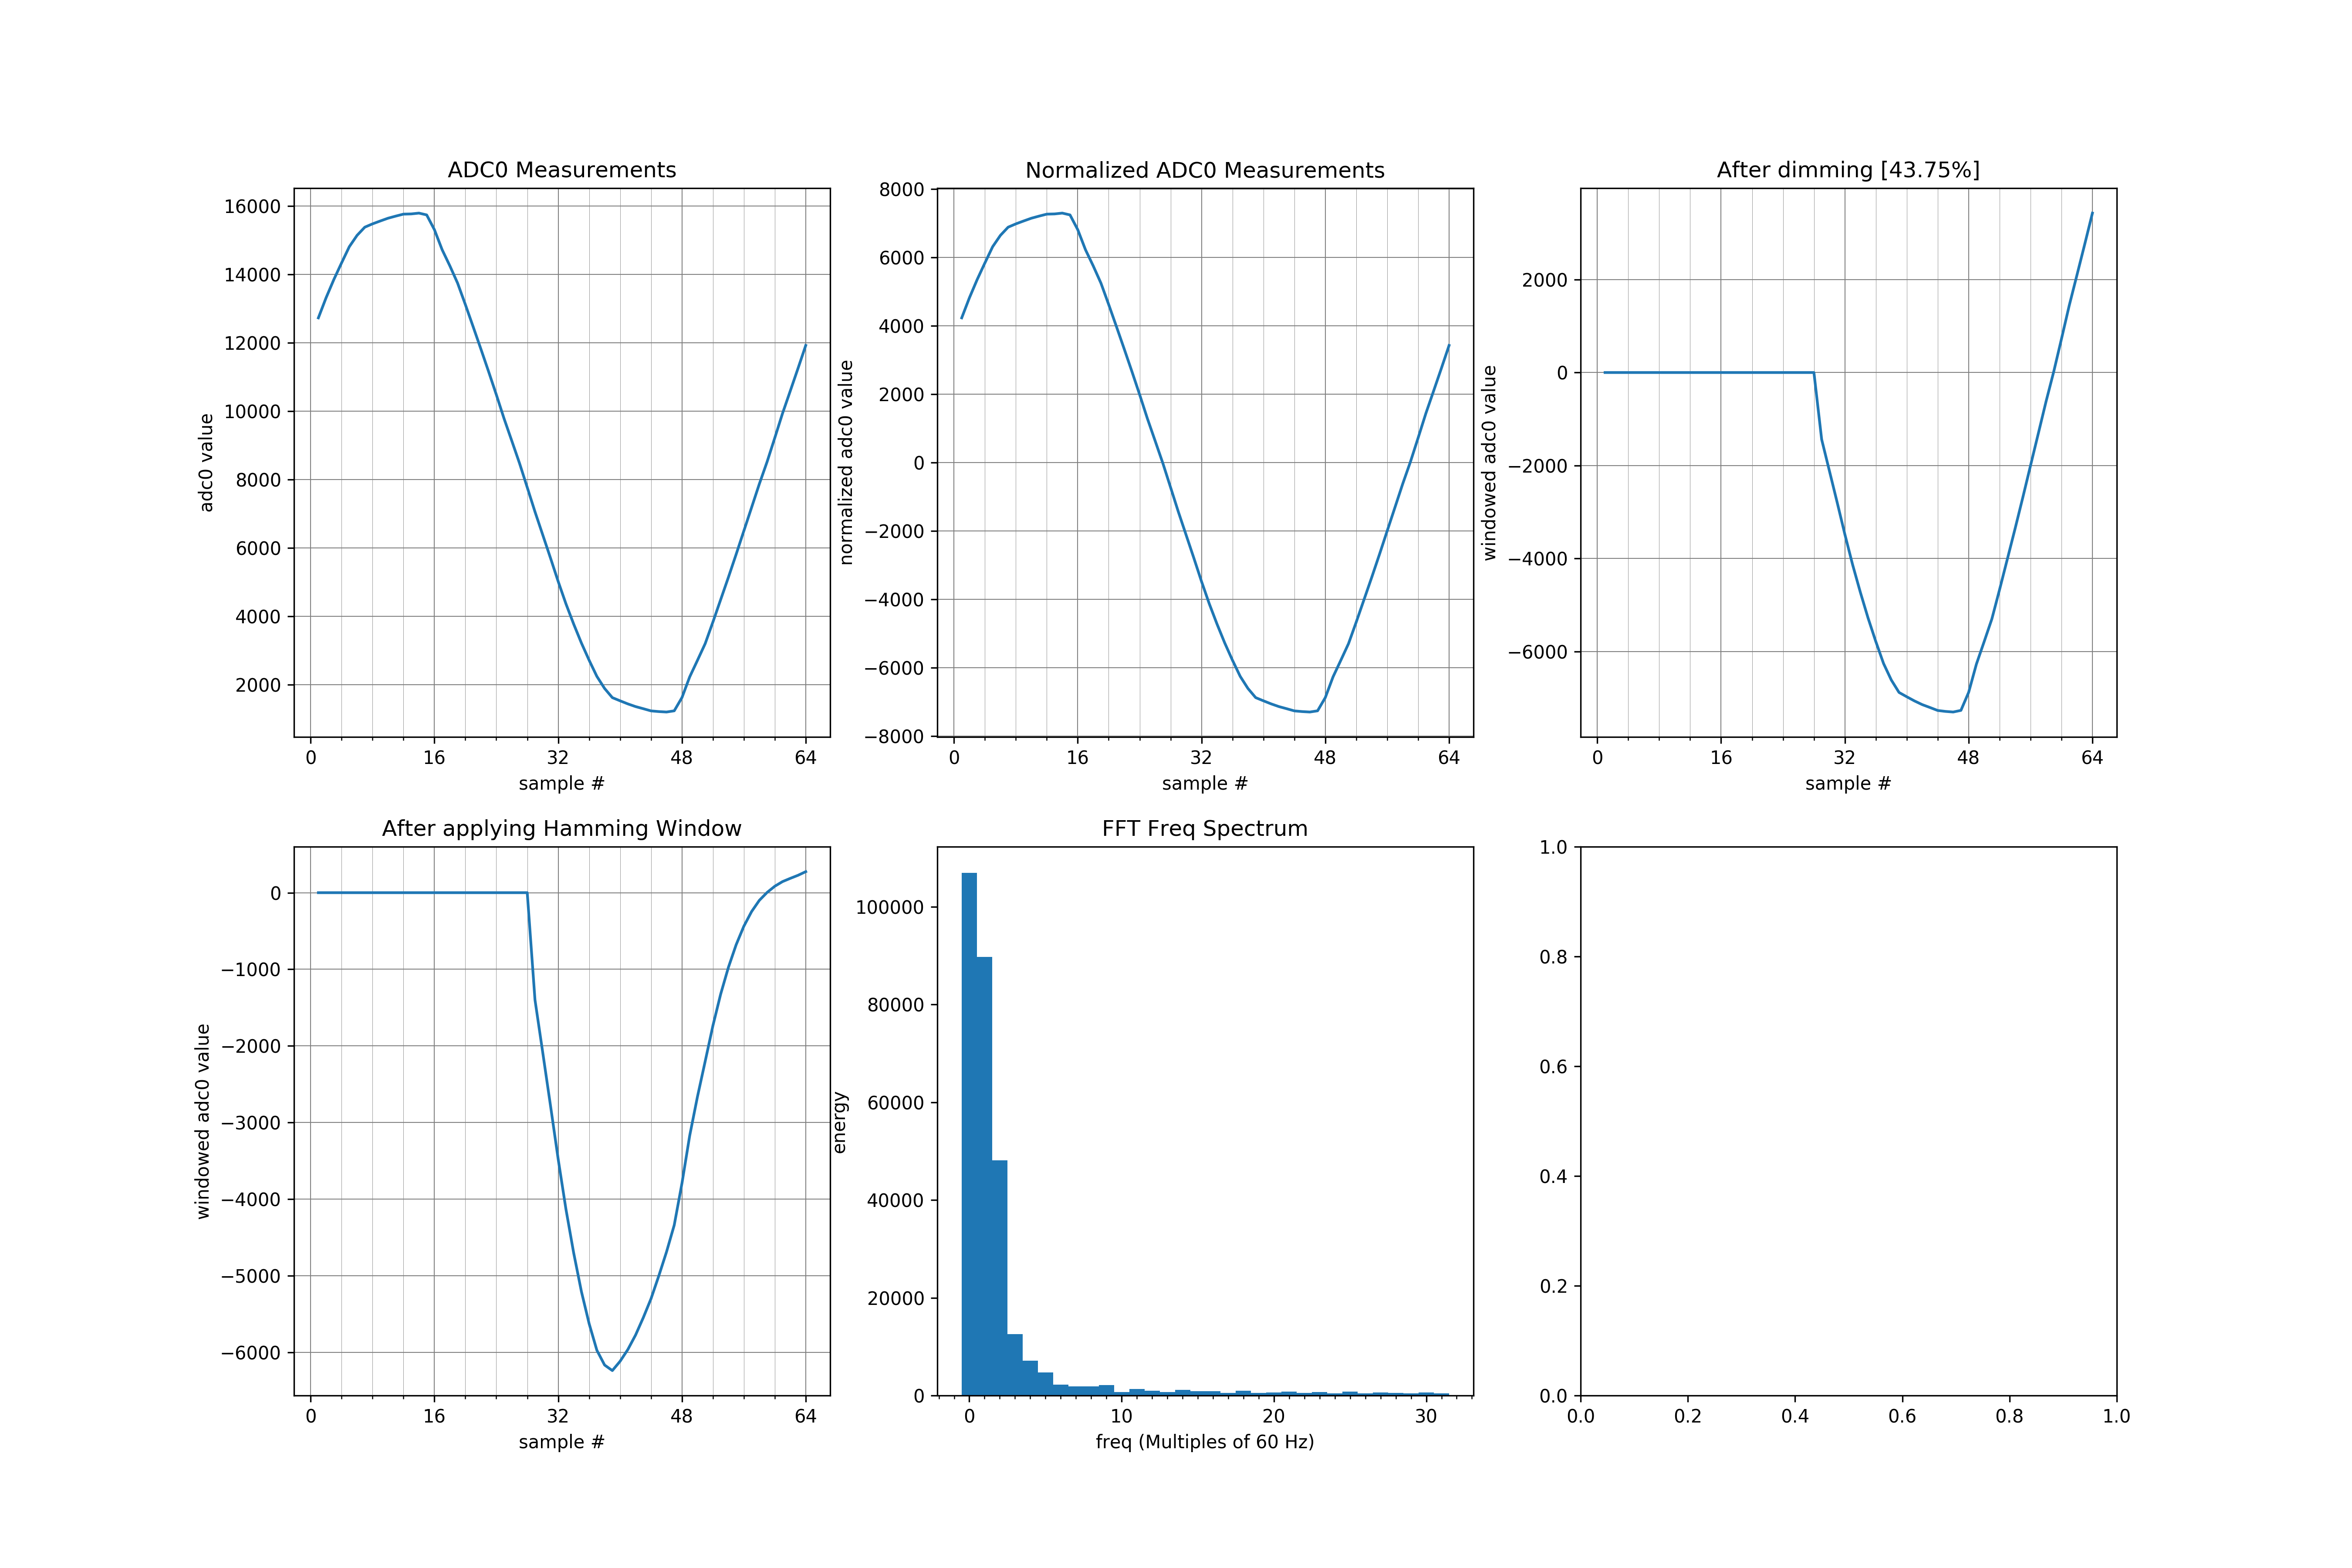 ADC0 Measurements
16000
14000
12000
10000
8000
6000
4000
2000
adc0 value
0 16 32 48 64
sample #
Normalized ADC0 Measurements
8000
6000
4000
2000
0
−2000
−4000
−6000
−8000
normalized adc0 value
0 16 32 48 64
sample #
After dimming [43.75%]
2000
0
−2000
−4000
−6000
windowed adc0 value
0 16 32 48 64
sample #
After applying Hamming Window
0
−1000
−2000
−3000
−4000
−5000
−6000
windowed adc0 value
0 16 32 48 64
sample #
FFT Freq Spectrum
100000
80000
60000
40000
20000
0
energy
0 10 20 30
freq (Multiples of 60 Hz)
1.0
0.8
0.6
0.4
0.2
0.0
0.0 0.2 0.4 0.6 0.8 1.0